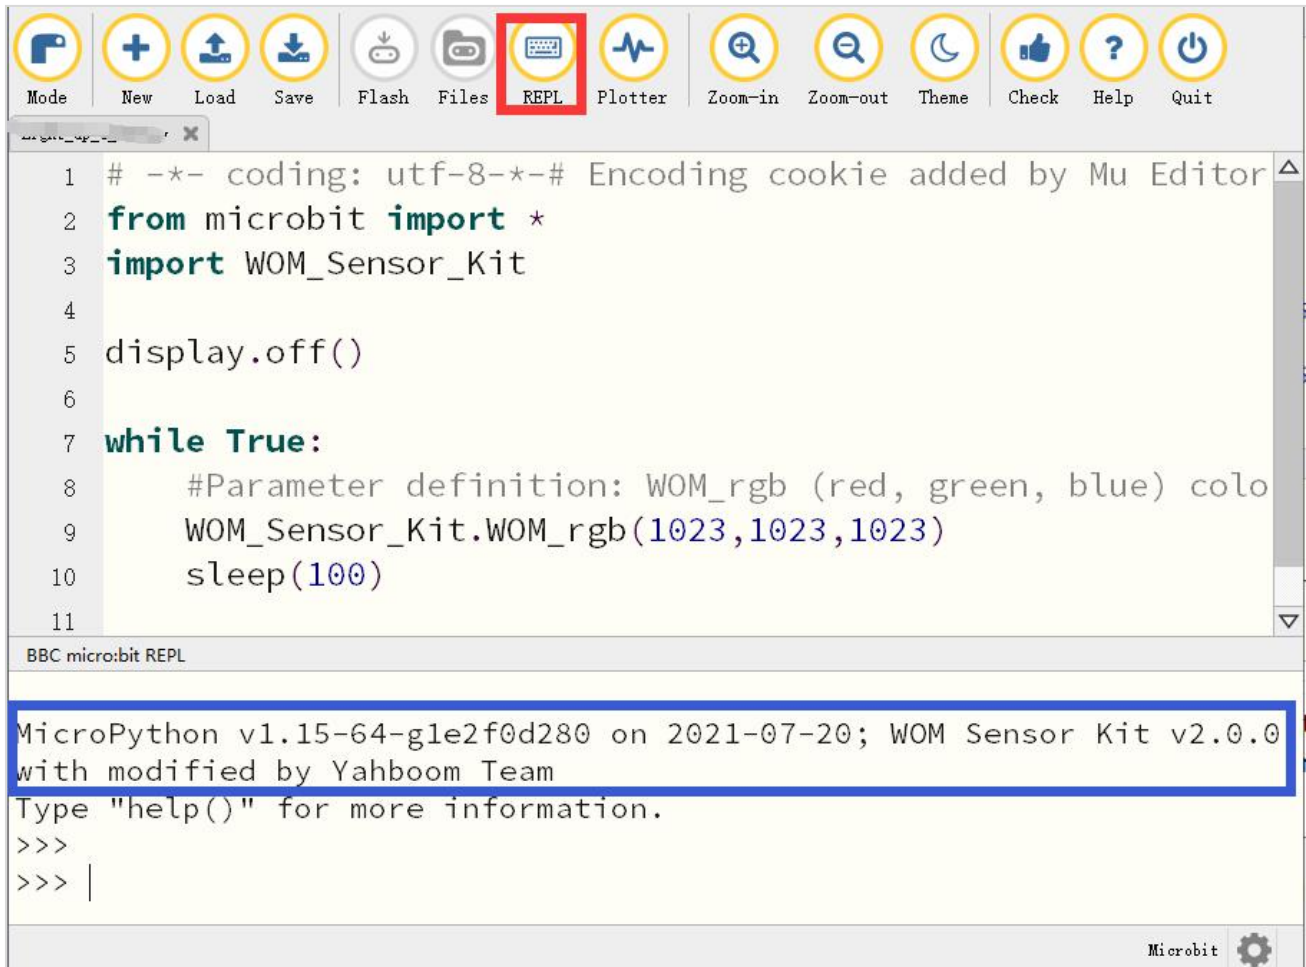 Mode New Load Save Flash Files REPL Plotter Zoom-in Zoom-out Theme Check Help Quit
1 # -*- coding: utf-8-*-# Encoding cookie added by Mu Editor
2 from microbit import *
3 import WOM_Sensor_Kit
4
5 display.off()
6
7 while True:
8 #Parameter definition: WOM_rgb (red, green, blue) colo
9 WOM_Sensor_Kit.WOM_rgb(1023,1023,1023)
10 sleep(100)
11
BBC micro:bit REPL
MicroPython v1.15-64-g1e2f0d280 on 2021-07-20; WOM Sensor Kit v2.0.0
with modified by Yahboom Team
Type "help()" for more information.
>>>
>>>
Microbit